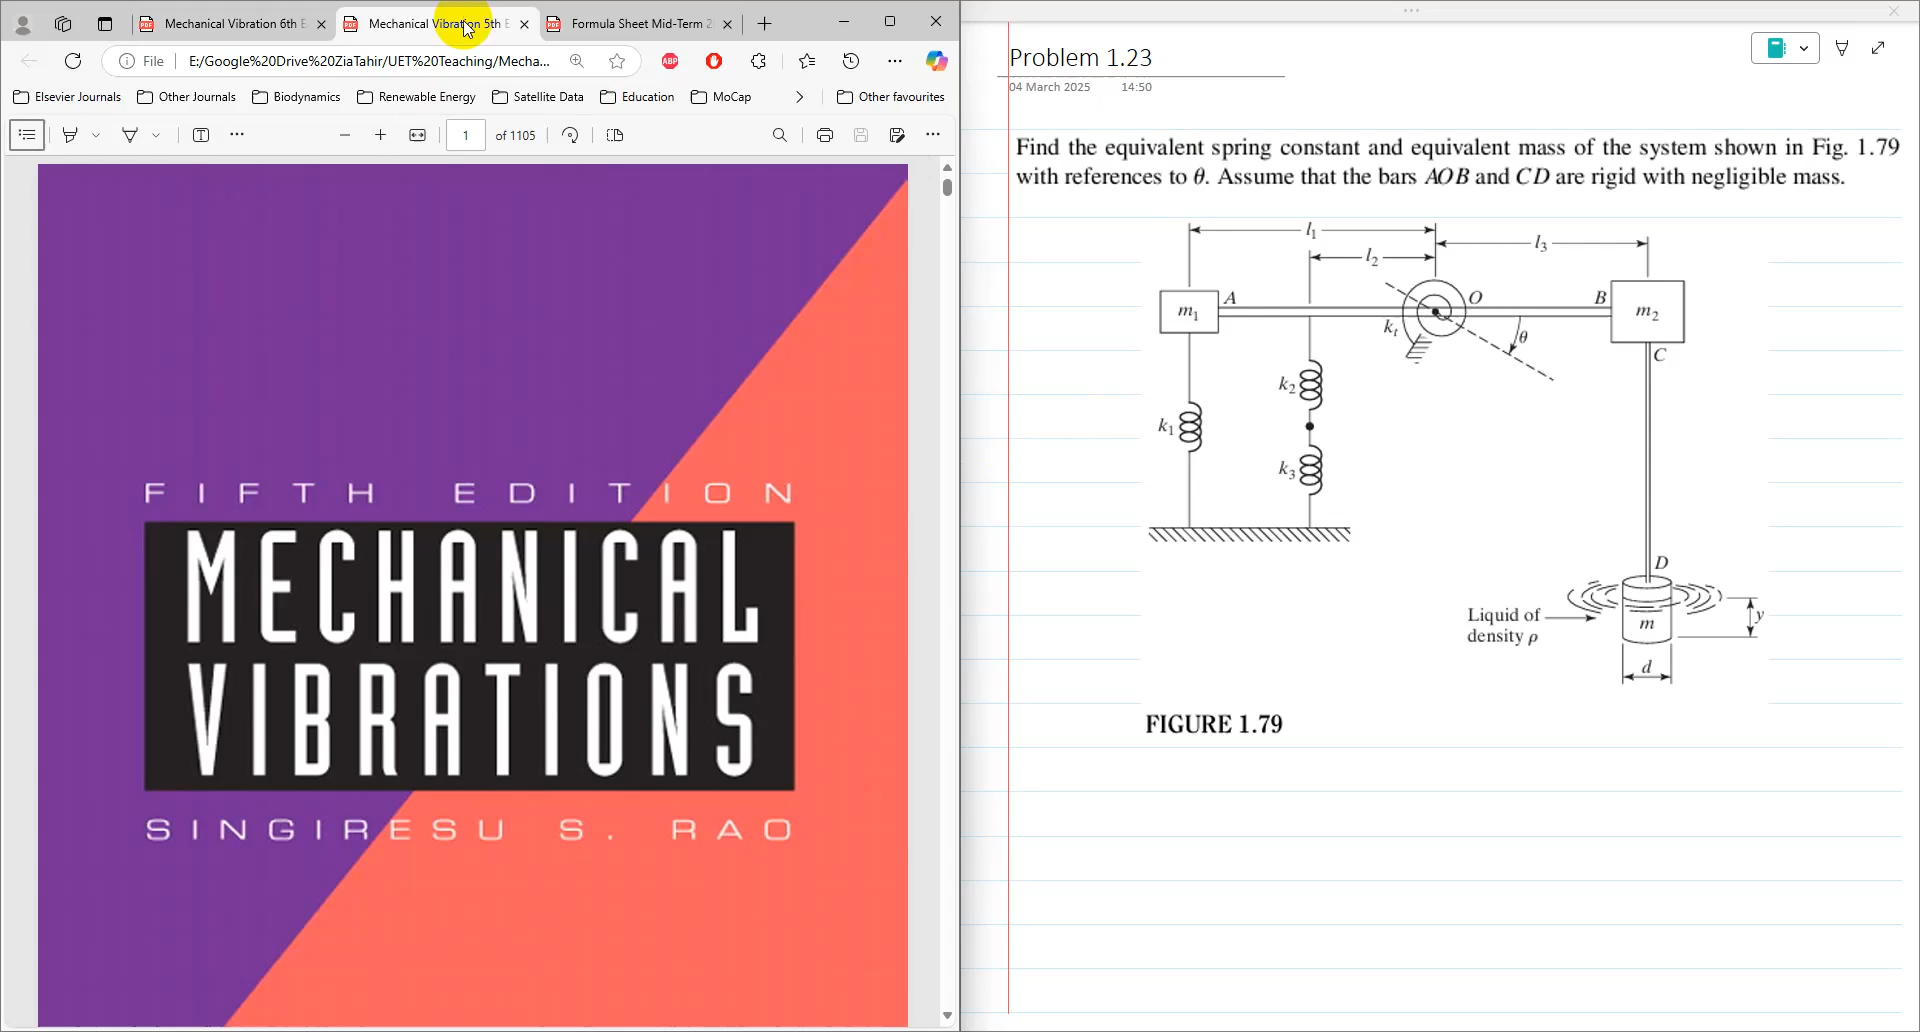 Mechanical Vibration 6th E
Mechanical Vibration 5th E
Formula Sheet Mid-Term 2
File
E:/Google%20Drive%20ZiaTahir/UET%20Teaching/Mecha...
ABP
Elsevier Journals
Other Journals
Biodynamics
Renewable Energy
Satellite Data
Education
MoCap
Other favourites
1
of 1105
FIFTH EDITION
MECHANICAL
VIBRATIONS
SINGIRESU S. RAO
Problem 1.23
04 March 2025 14:50
Find the equivalent spring constant and equivalent mass of the system shown in Fig. 1.79
with references to θ. Assume that the bars AOB and CD are rigid with negligible mass.
l₁
l₃
l₂
m₁
A
O
B
m₂
kₜ
θ
C
k₂
k₁
k₃
D
Liquid of
density ρ
m
y
d
FIGURE 1.79